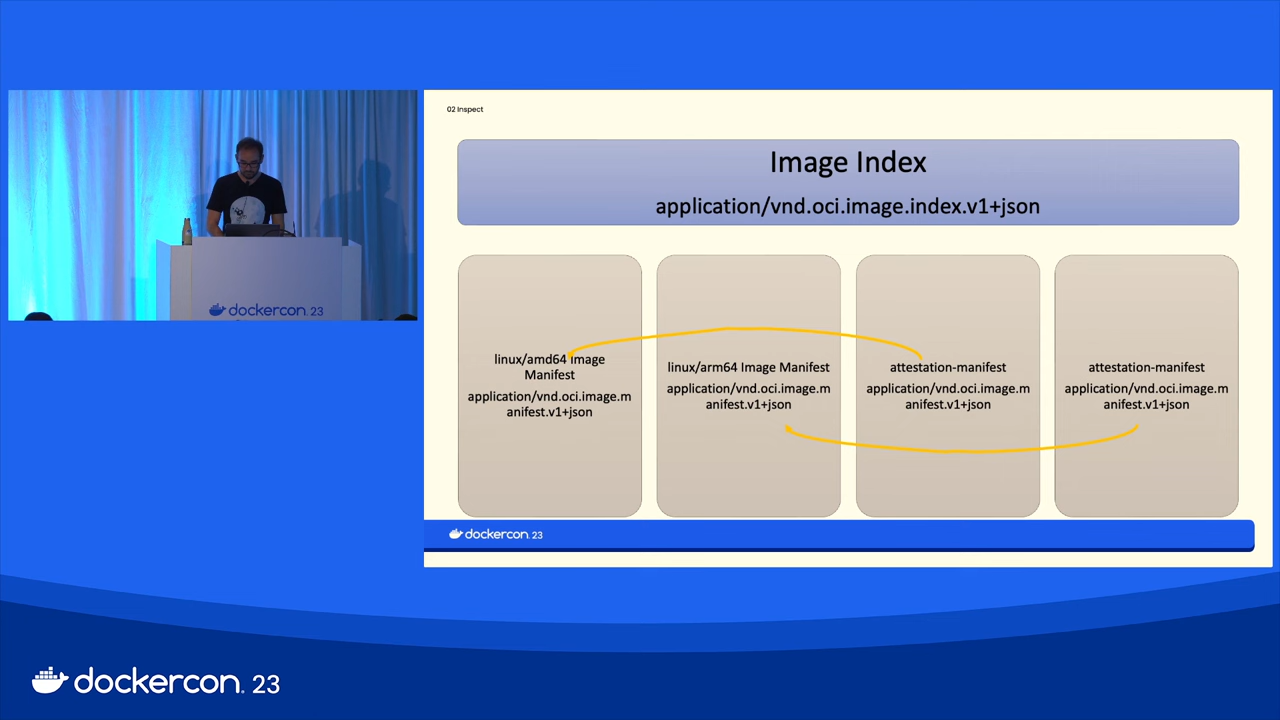 02 Inspect
Image Index
application/vnd.oci.image.index.v1+json
linux/amd64 Image
Manifest
application/vnd.oci.image.m
anifest.v1+json
linux/arm64 Image Manifest
application/vnd.oci.image.m
anifest.v1+json
attestation-manifest
application/vnd.oci.image.m
anifest.v1+json
attestation-manifest
application/vnd.oci.image.m
anifest.v1+json
dockercon. 23
dockercon. 23
dockercon. 23